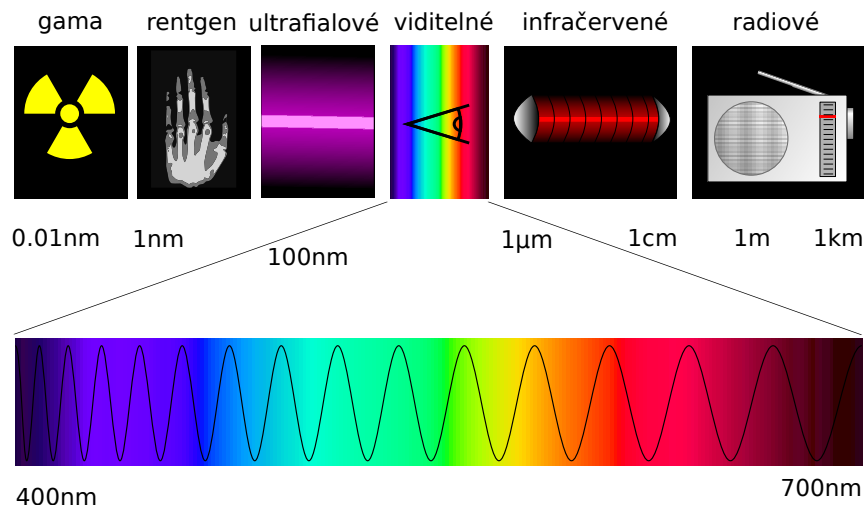 gama rentgen ultrafialové viditelné infračervené radiové
0.01nm 1nm 100nm 1μm 1cm 1m 1km
400nm 700nm